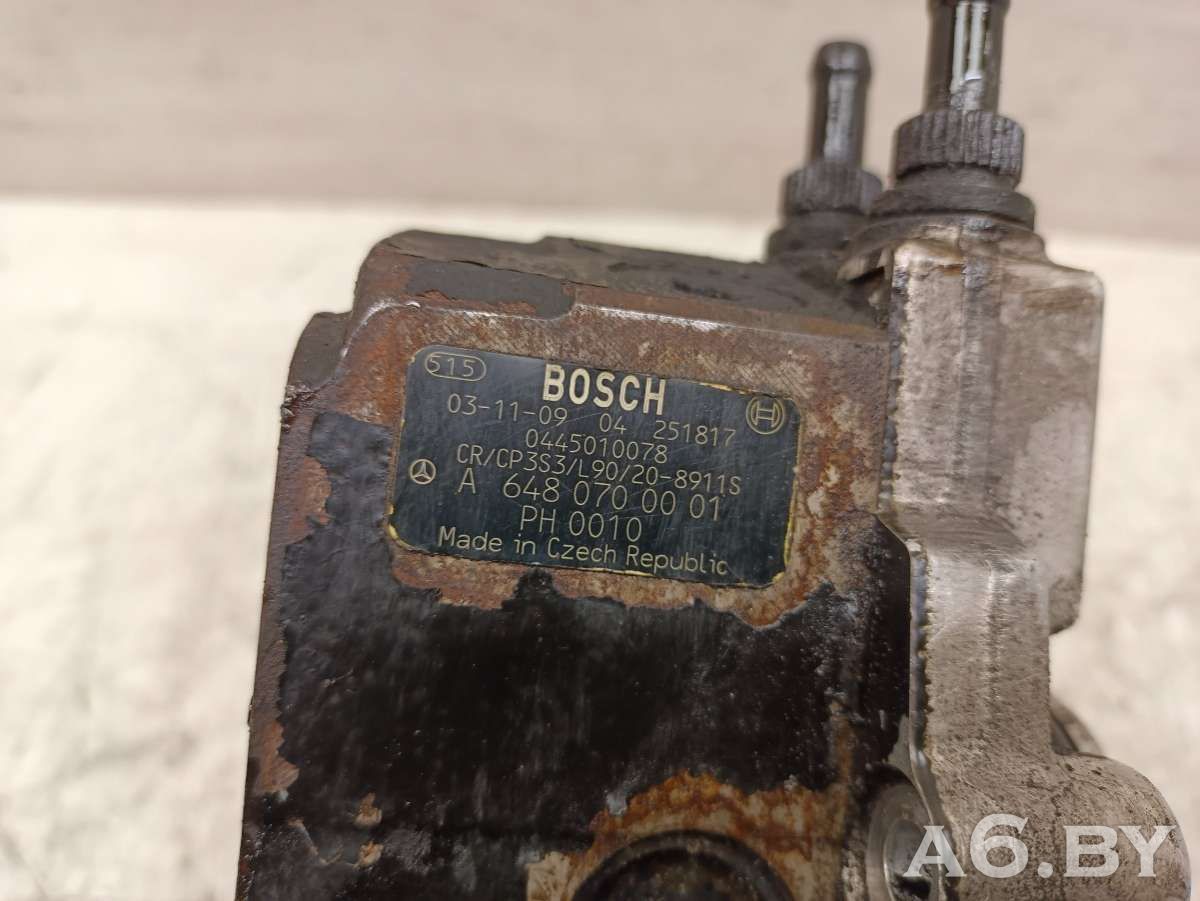 515
BOSCH
03-11-09 04 251817
0445010078
CR/CP3S3/L90/20-8911S
A 648 070 00 01
PH 0010
Made in Czech Republic
A6.BY